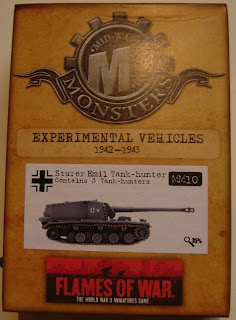 MID-WAR
M
MONSTERS
EXPERIMENTAL VEHICLES
1942-1943
Sturer Emil Tank-hunter
Contains 3 Tank-hunters
MM10
FLAMES OF WAR
THE WORLD WAR II MINIATURES GAME